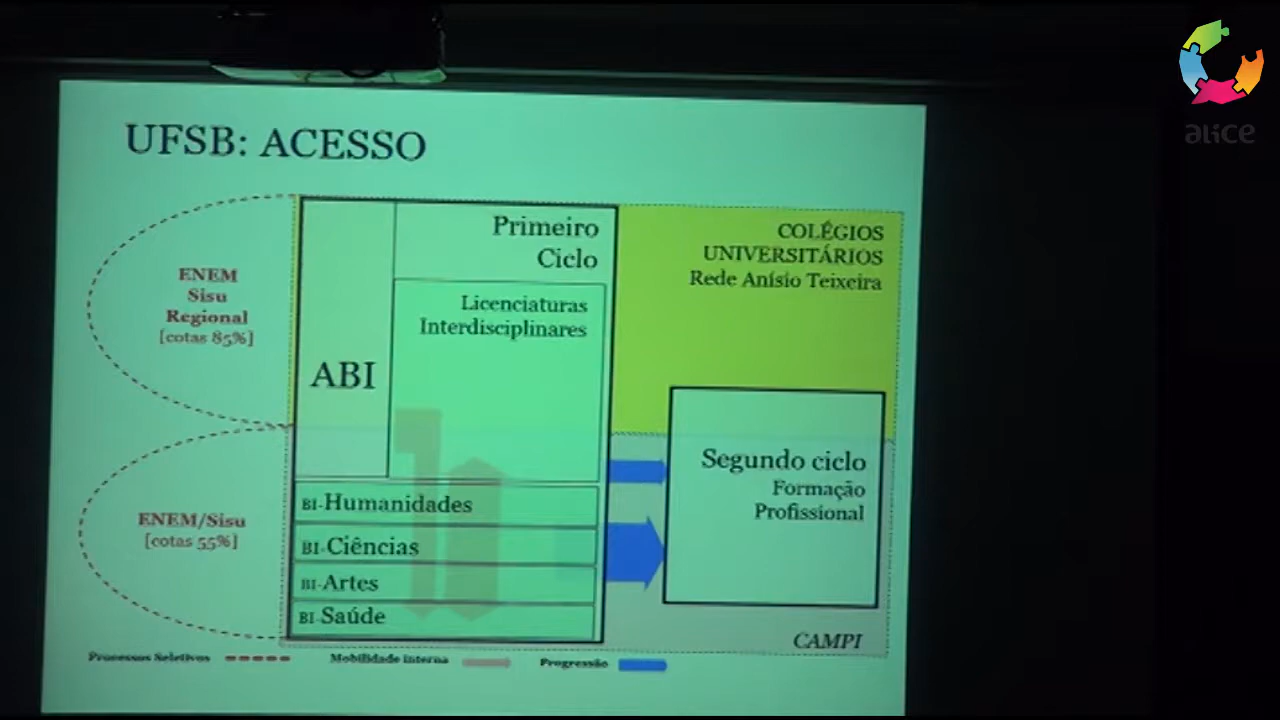 UFSB: ACESSO
ENEM
Sisu
Regional
[cotas 85%]
ENEM/Sisu
[cotas 55%]
ABI
Primeiro
Ciclo
Licenciaturas
Interdisciplinares
BI-Humanidades
BI-Ciências
BI-Artes
BI-Saúde
COLÉGIOS
UNIVERSITÁRIOS
Rede Anísio Teixeira
Segundo ciclo
Formação
Profissional
CAMPI
Processos Seletivos
Mobilidade interna
Progressão
alice